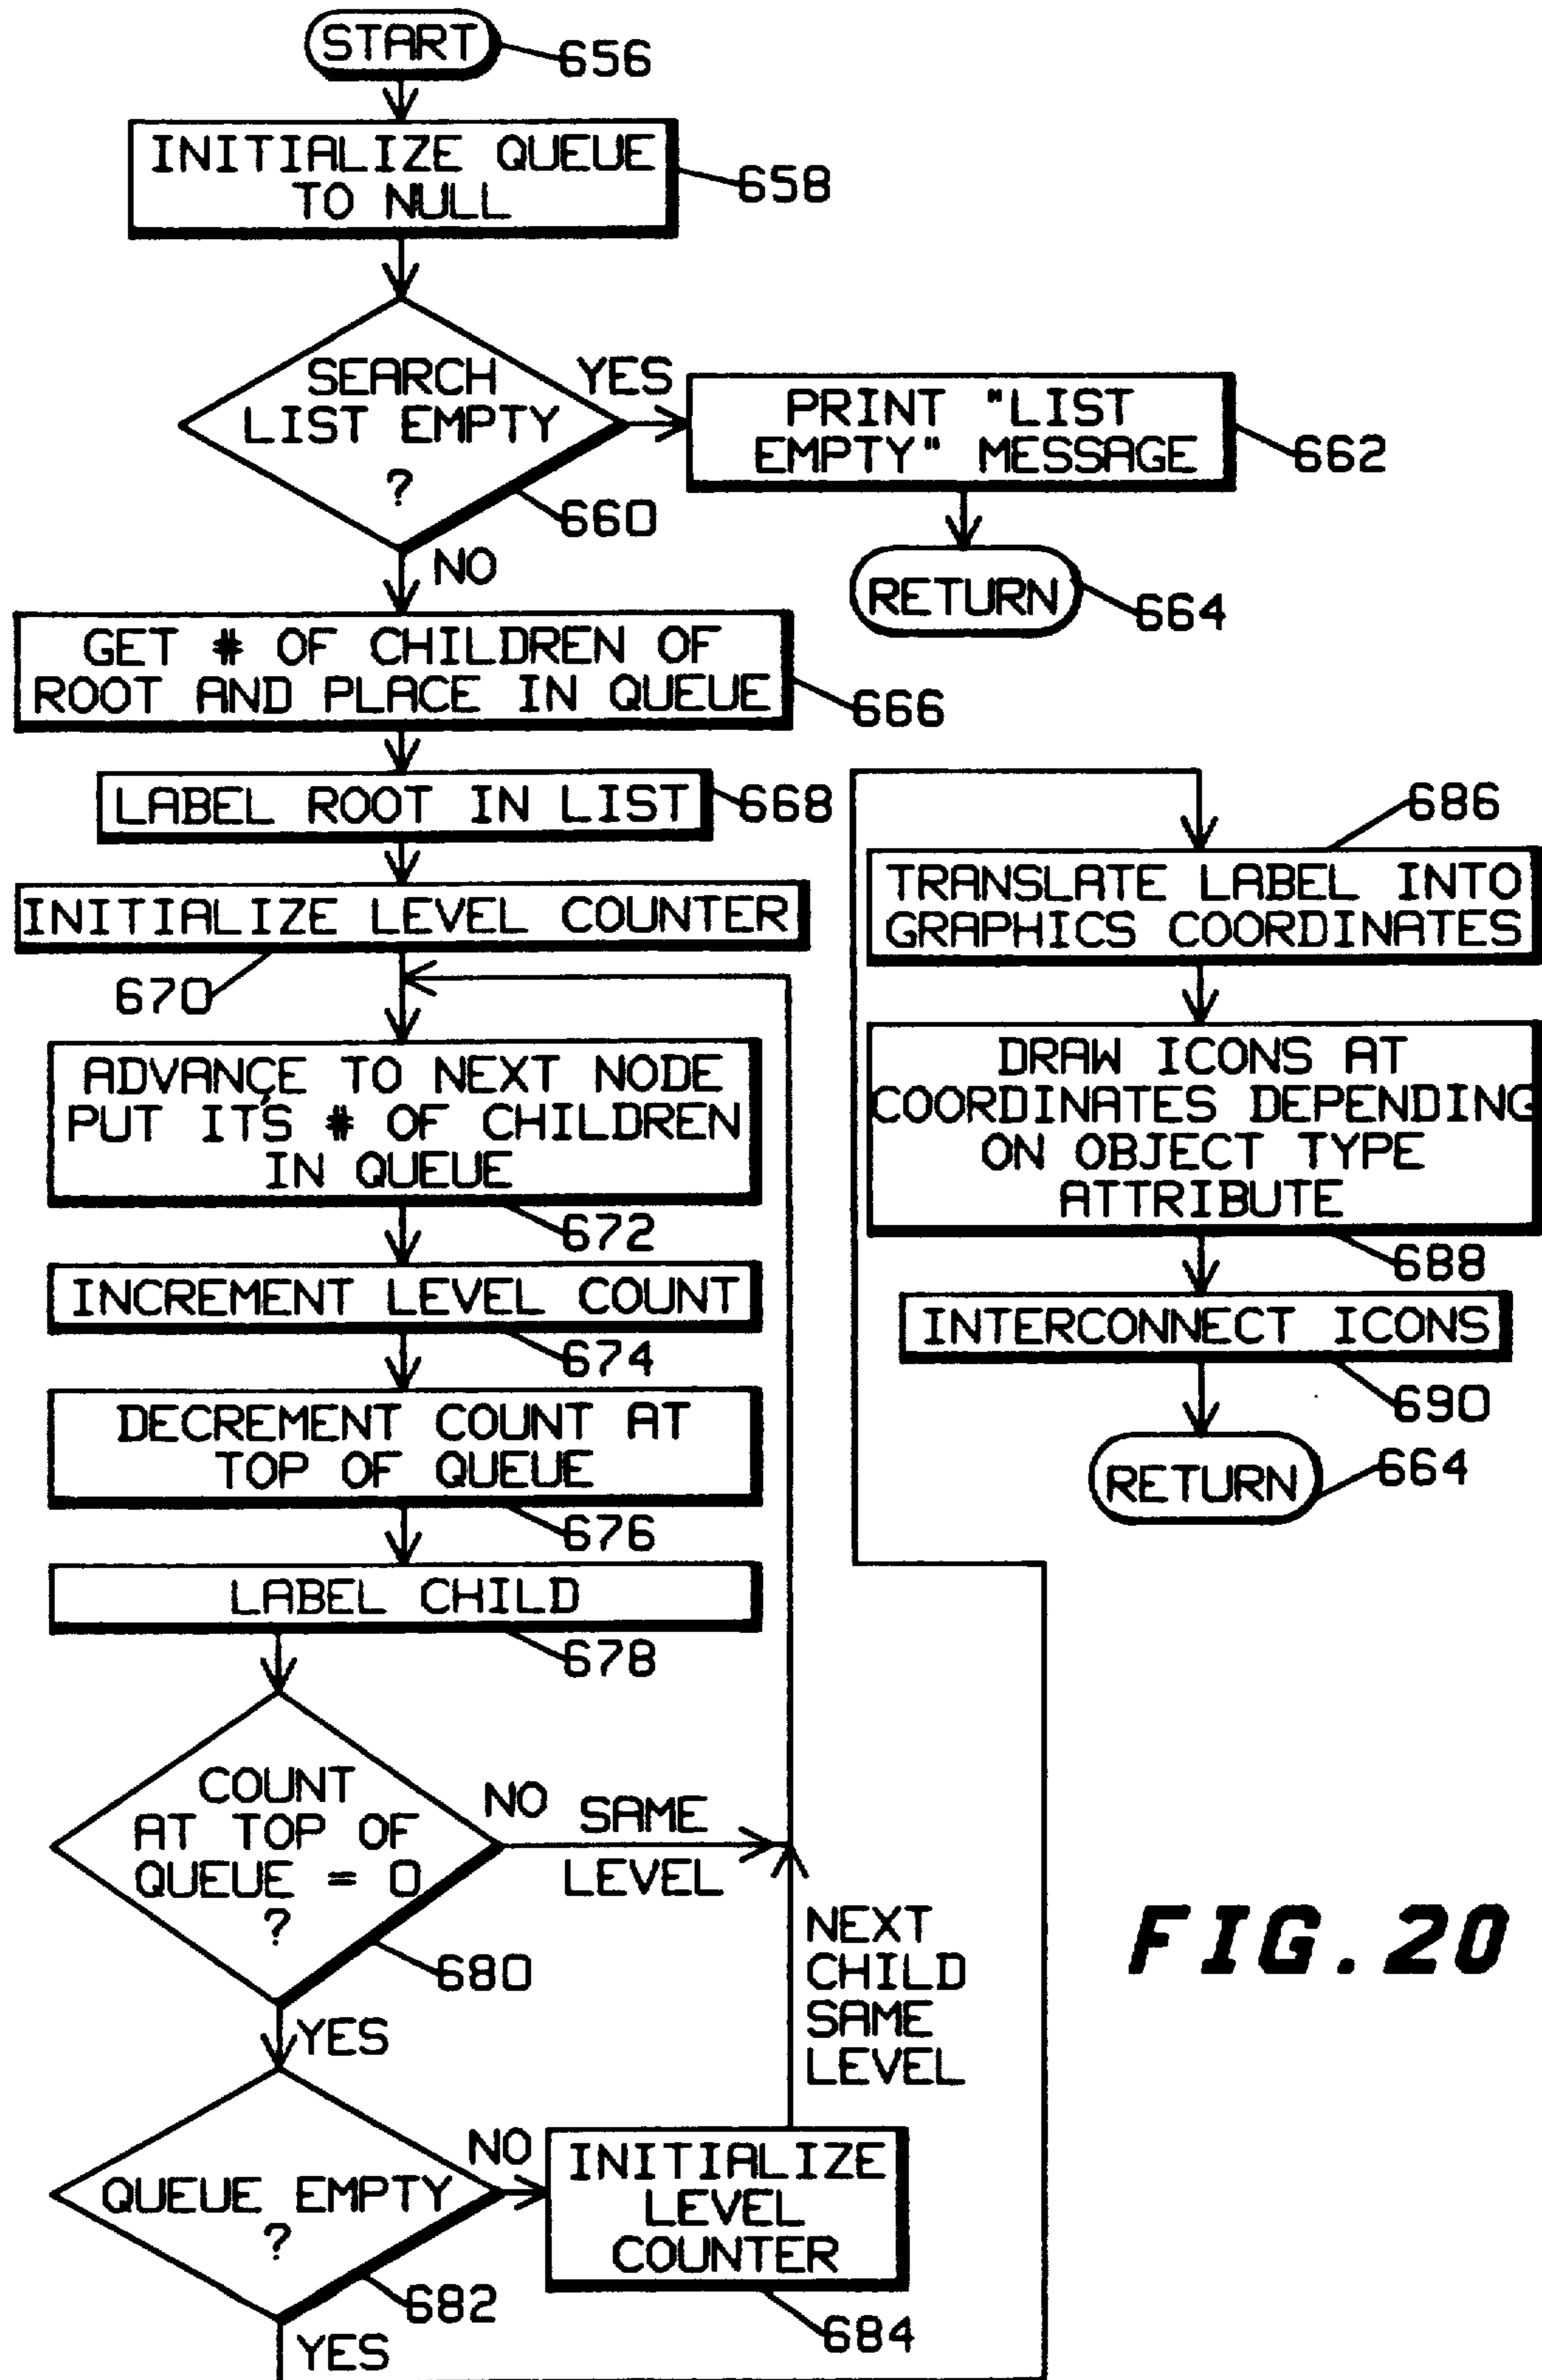 START
656
INITIALIZE QUEUE
TO NULL
658
SEARCH
LIST EMPTY
?
660
YES
PRINT "LIST
EMPTY" MESSAGE
662
RETURN
664
NO
GET # OF CHILDREN OF
ROOT AND PLACE IN QUEUE
666
LABEL ROOT IN LIST
668
INITIALIZE LEVEL COUNTER
670
ADVANCE TO NEXT NODE
PUT IT'S # OF CHILDREN
IN QUEUE
672
INCREMENT LEVEL COUNT
674
DECREMENT COUNT AT
TOP OF QUEUE
676
LABEL CHILD
678
COUNT
AT TOP OF
QUEUE = 0
?
680
NO SAME
LEVEL
YES
QUEUE EMPTY
?
682
NO
INITIALIZE
LEVEL
COUNTER
684
NEXT
CHILD
SAME
LEVEL
YES
686
TRANSLATE LABEL INTO
GRAPHICS COORDINATES
DRAW ICONS AT
COORDINATES DEPENDING
ON OBJECT TYPE
ATTRIBUTE
688
INTERCONNECT ICONS
690
RETURN
664
FIG.20